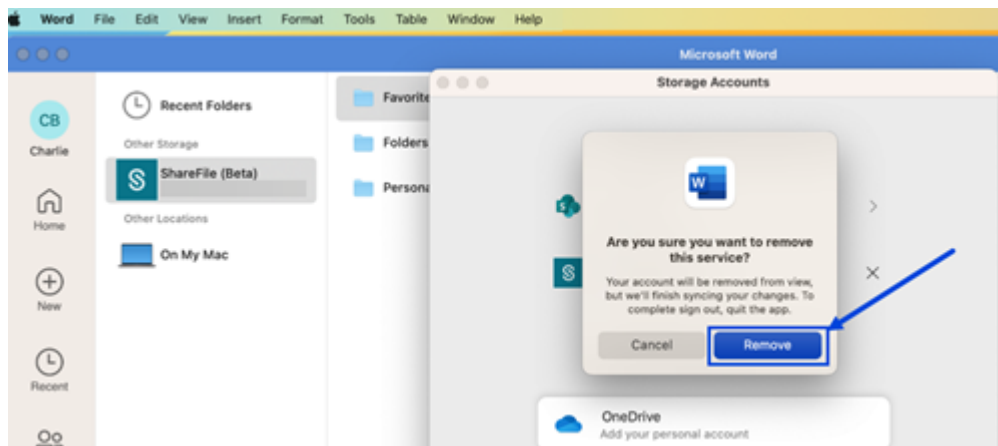 Word File Edit View Insert Format Tools Table Window Help
Microsoft Word
CB
Charlie
Home
New
Recent
Recent Folders
Other Storage
ShareFile (Beta)
Other Locations
On My Mac
Favorite
Folders
Persona
Storage Accounts
Are you sure you want to remove
this service?
Your account will be removed from view,
but we'll finish syncing your changes. To
complete sign out, quit the app.
Cancel Remove
OneDrive
Add your personal account